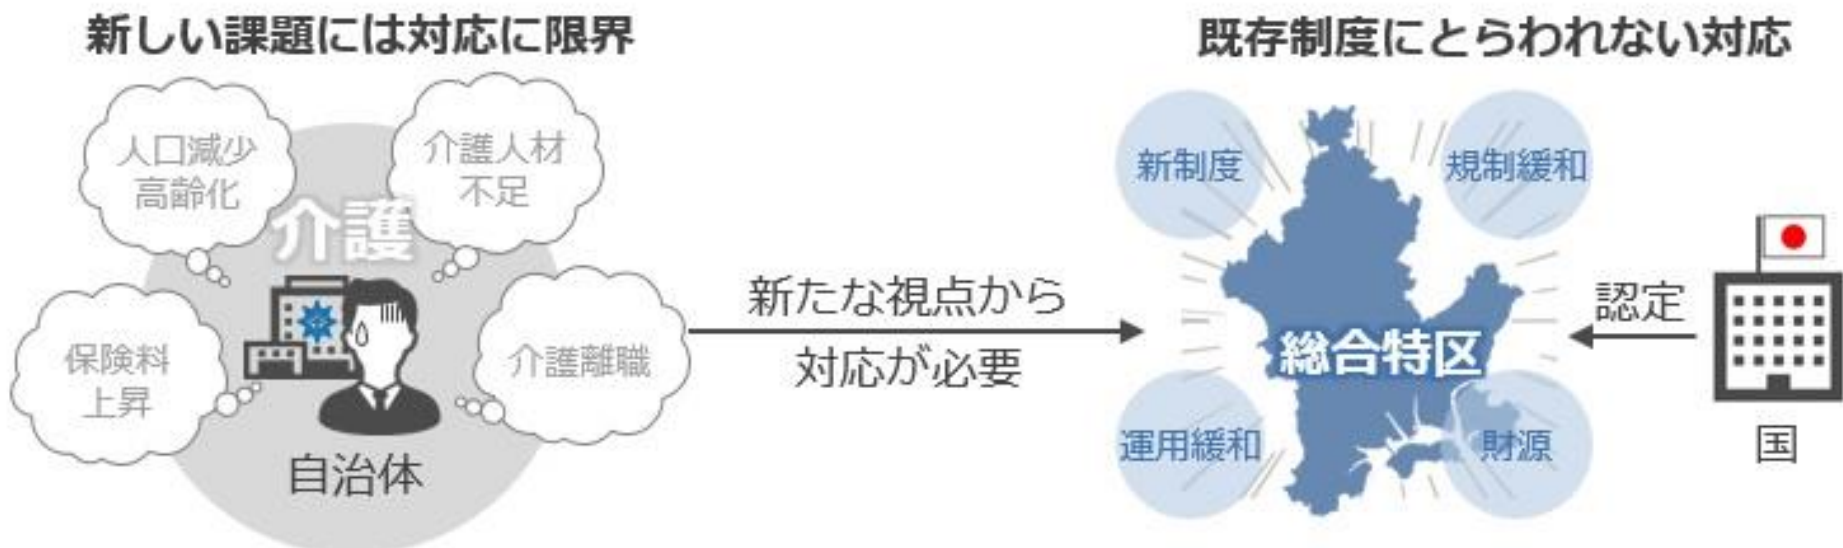 新しい課題には対応に限界
人口減少
高齢化
介護人材
不足
介護
保険料
上昇
介護離職
自治体
新たな視点から
対応が必要
既存制度にとらわれない対応
新制度
規制緩和
総合特区
運用緩和
財源
認定
国